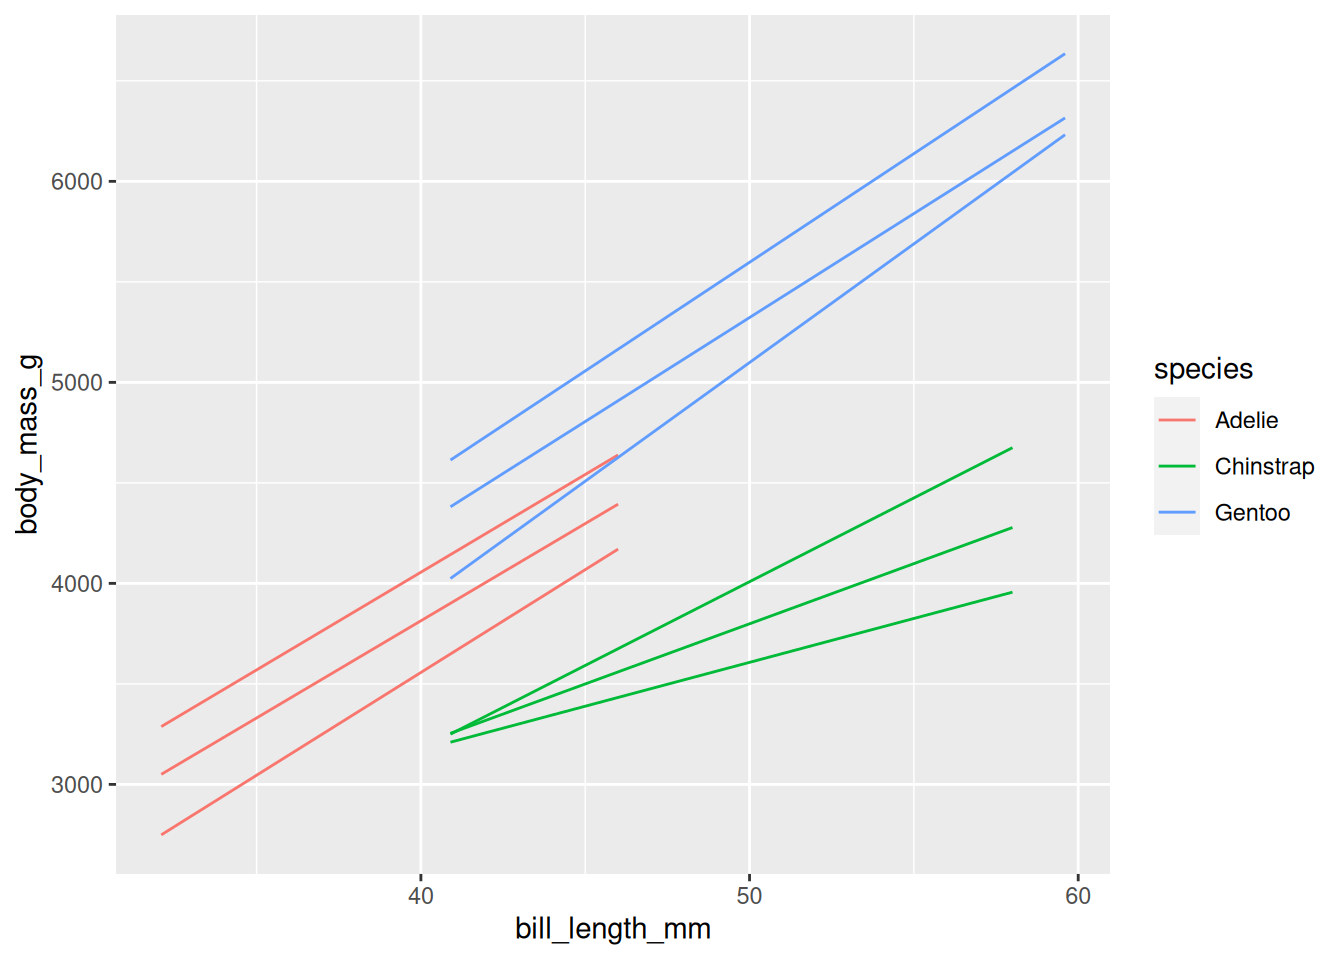 body_mass_g
6000
5000
4000
3000
40
50
60
bill_length_mm
species
Adelie
Chinstrap
Gentoo